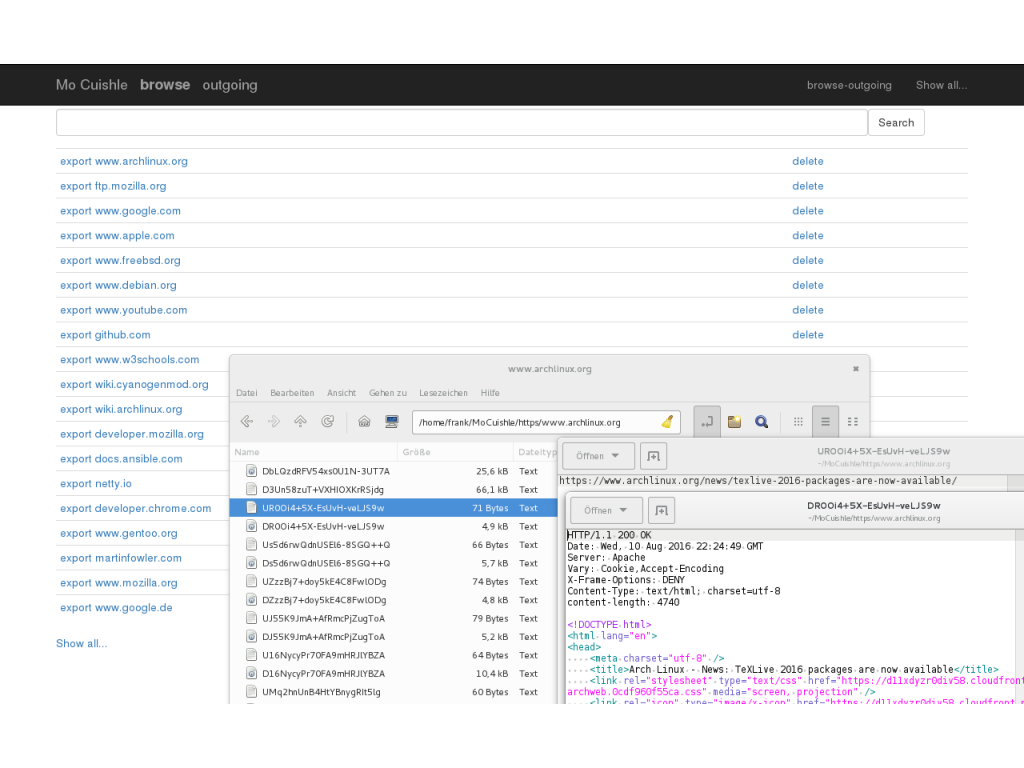 Mo Cuishle browse outgoing browse-outgoing Show all...
Search
export www.archlinux.org delete
export ftp.mozilla.org delete
export www.google.com delete
export www.apple.com delete
export www.freebsd.org delete
export www.debian.org delete
export www.youtube.com delete
export github.com delete
export www.w3schools.com
export wiki.cyanogenmod.org
export wiki.archlinux.org
export developer.mozilla.org
export docs.ansible.com
export netty.io
export developer.chrome.com
export www.gentoo.org
export martinfowler.com
export www.mozilla.org
export www.google.de
Show all...
www.archlinux.org
Datei Bearbeiten Ansicht Gehen zu Lesezeichen Hilfe
/home/frank/MoCuishle/https/www.archlinux.org
Name Größe Dateityp
DbLGzdRFV54xs0U1N-3UT7A 25,6 kB Text
D3Un58zuT+VXHIOXKrRSjdg 66,1 kB Text
UR0Oi4+5X-EsUvH-veLJS9w 71 Bytes Text
DR0Oi4+5X-EsUvH-veLJS9w 4,9 kB Text
Us5d6rwQdnUSEl6-8SGQ++Q 66 Bytes Text
Ds5d6rwQdnUSEl6-8SGQ++Q 5,7 kB Text
UZzzBj7+doy5kE4C8FwlODg 74 Bytes Text
DZzzBj7+doy5kE4C8FwlODg 4,8 kB Text
UJ55K9JmA+AfRmcPjZugToA 79 Bytes Text
DJ55K9JmA+AfRmcPjZugToA 5,2 kB Text
U16NycyPr70FA9mHRJlYBZA 64 Bytes Text
D16NycyPr70FA9mHRJlYBZA 10,4 kB Text
UMq2hnUnB4HtYBnygRlt5lg 60 Bytes Text
Öffnen
UR0Oi4+5X-EsUvH-veLJS9w
~/MoCuishle/https/www.archlinux.org
https://www.archlinux.org/news/texlive-2016-packages-are-now-available/
Öffnen
DR0Oi4+5X-EsUvH-veLJS9w
~/MoCuishle/https/www.archlinux.org
HTTP/1.1 200 OK
Date: Wed, 10 Aug 2016 22:24:49 GMT
Server: Apache
Vary: Cookie,Accept-Encoding
X-Frame-Options: DENY
Content-Type: text/html; charset=utf-8
content-length: 4740
<!DOCTYPE html>
<html lang="en">
<head>
<meta charset="utf-8" />
<title>Arch Linux - News: TeXLive 2016 packages are now available</title>
<link rel="stylesheet" type="text/css" href="https://d11xdyzr0div58.cloudfront
archweb.0cdf960f55ca.css" media="screen, projection" />
<link rel="icon" type="image/x-icon" href="https://d11xdyzr0div58.cloudfront